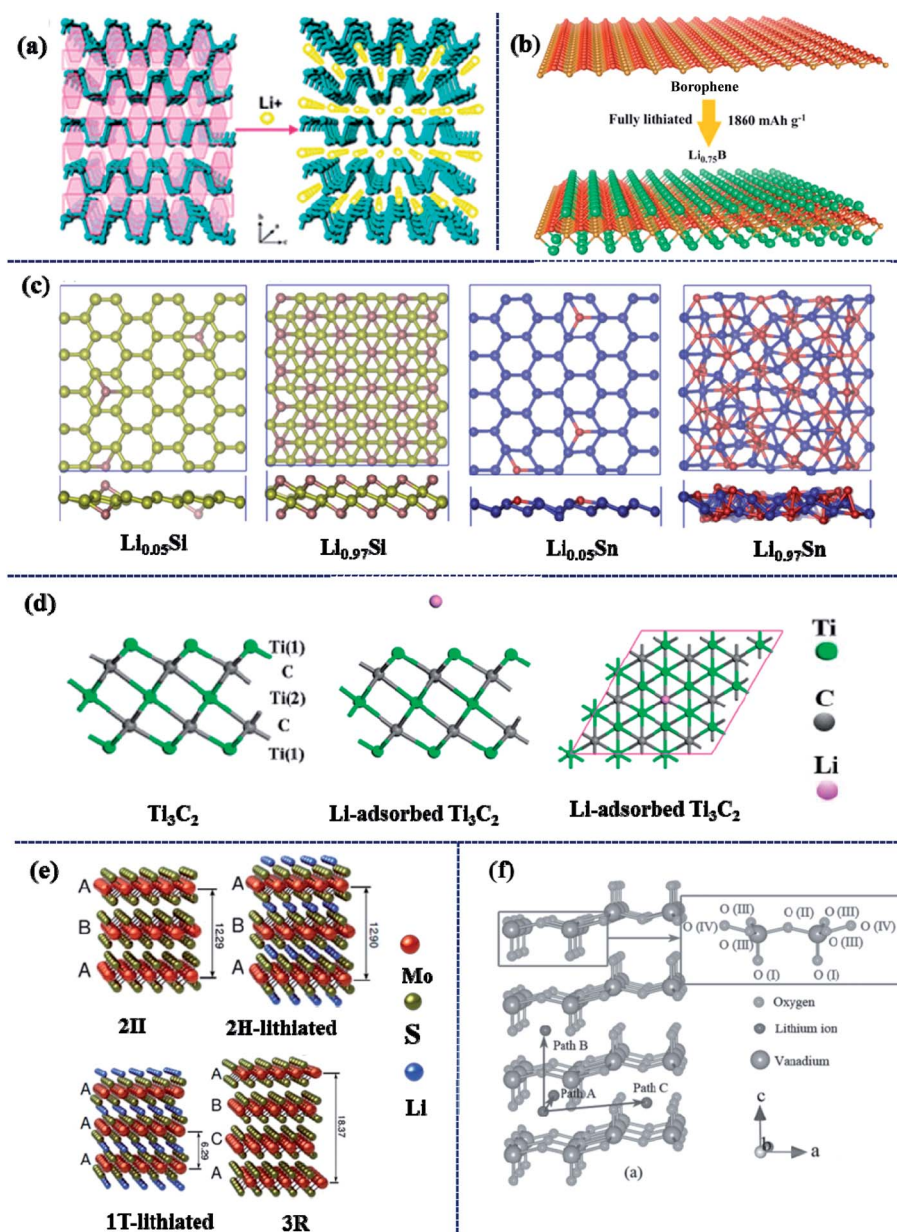 (a)
Li+
b
a
c
(b)
Borophene
Fully lithiated 1860 mAh g⁻¹
Li₀.₇₅B
(c)
Li₀.₀₅Si
Li₀.₉₇Si
Li₀.₀₅Sn
Li₀.₉₇Sn
(d)
Ti(1)
C
Ti(2)
C
Ti(1)
Ti
C
Li
Ti₃C₂
Li-adsorbed Ti₃C₂
Li-adsorbed Ti₃C₂
(e)
A
B
A
12.29
2H
A
B
A
12.90
2H-lithiated
Mo
S
Li
A
A
A
6.29
1T-lithiated
A
B
C
A
18.37
3R
(f)
O (III) O (II) O (III)
O (IV) O (IV)
O (III) O (III)
O (I) O (I)
Oxygen
Lithium ion
Vanadium
Path B
Path A
Path C
(a)
c
b
a